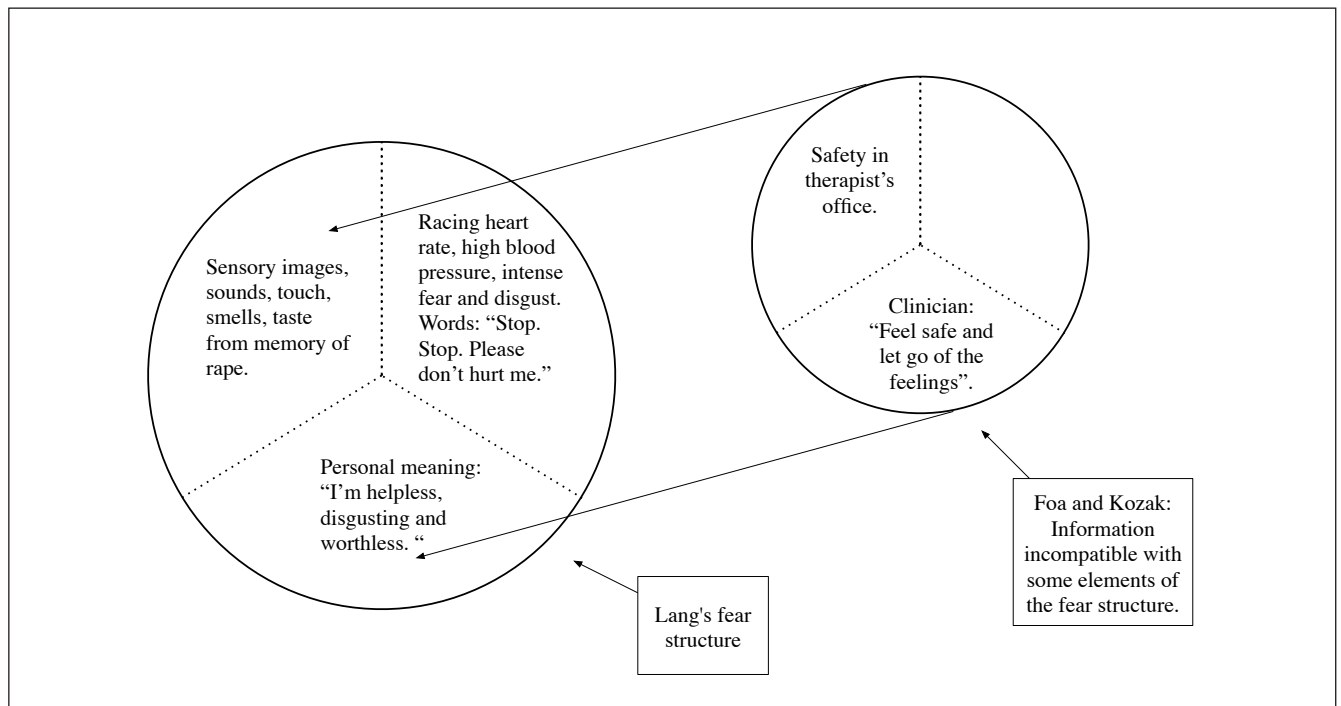 Sensory images,
sounds, touch,
smells, taste
from memory of
rape.
Racing heart
rate, high blood
pressure, intense
fear and disgust.
Words: “Stop.
Stop. Please
don’t hurt me.”
Personal meaning:
“I’m helpless,
disgusting and
worthless. “
Safety in
therapist’s
office.
Clinician:
“Feel safe and
let go of the
feelings”.
Lang's fear
structure
Foa and Kozak:
Information
incompatible with
some elements of
the fear structure.